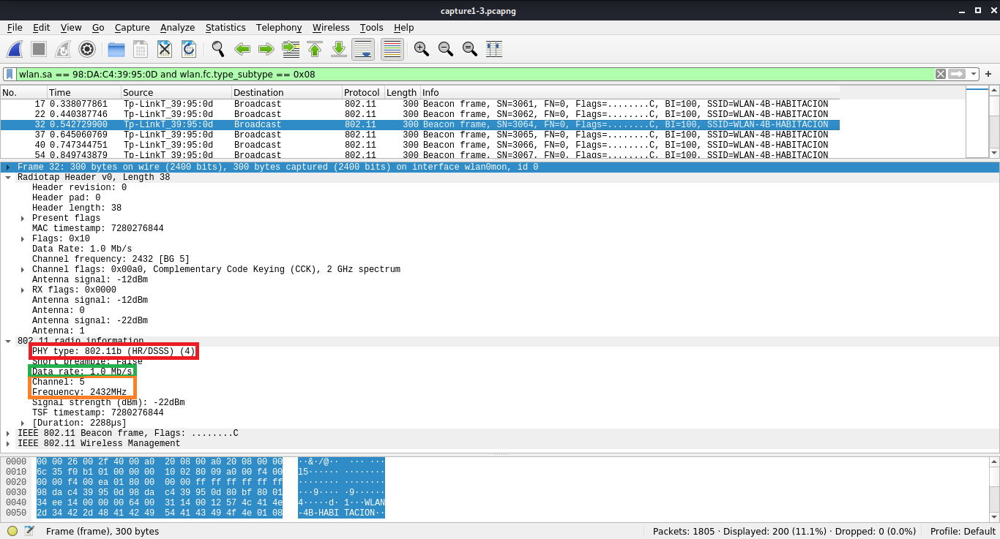 capture1-3.pcapng
File Edit View Go Capture Analyze Statistics Telephony Wireless Tools Help
wlan.sa == 98:DA:C4:39:95:0D and wlan.fc.type_subtype == 0x08
No. Time Source Destination Protocol Length Info
17 0.338077861 Tp-LinkT_39:95:0d Broadcast 802.11 300 Beacon frame, SN=3061, FN=0, Flags=........C, BI=100, SSID=WLAN-4B-HABITACION
22 0.440387746 Tp-LinkT_39:95:0d Broadcast 802.11 300 Beacon frame, SN=3062, FN=0, Flags=........C, BI=100, SSID=WLAN-4B-HABITACION
32 0.542729900 Tp-LinkT_39:95:0d Broadcast 802.11 300 Beacon frame, SN=3064, FN=0, Flags=........C, BI=100, SSID=WLAN-4B-HABITACION
37 0.645060769 Tp-LinkT_39:95:0d Broadcast 802.11 300 Beacon frame, SN=3065, FN=0, Flags=........C, BI=100, SSID=WLAN-4B-HABITACION
40 0.747344751 Tp-LinkT_39:95:0d Broadcast 802.11 300 Beacon frame, SN=3066, FN=0, Flags=........C, BI=100, SSID=WLAN-4B-HABITACION
54 0.849743879 Tp-LinkT_39:95:0d Broadcast 802.11 300 Beacon frame, SN=3067, FN=0, Flags=........C, BI=100, SSID=WLAN-4B-HABITACION
Frame 32: 300 bytes on wire (2400 bits), 300 bytes captured (2400 bits) on interface wlan0mon, id 0
Radiotap Header v0, Length 38
Header revision: 0
Header pad: 0
Header length: 38
Present flags
MAC timestamp: 7280276844
Flags: 0x10
Data Rate: 1.0 Mb/s
Channel frequency: 2432 [BG 5]
Channel flags: 0x00a0, Complementary Code Keying (CCK), 2 GHz spectrum
Antenna signal: -12dBm
RX flags: 0x0000
Antenna signal: -12dBm
Antenna: 0
Antenna signal: -22dBm
Antenna: 1
802.11 radio information
PHY type: 802.11b (HR/DSSS) (4)
Short preamble: False
Data rate: 1.0 Mb/s
Channel: 5
Frequency: 2432MHz
Signal strength (dBm): -22dBm
TSF timestamp: 7280276844
[Duration: 2288µs]
IEEE 802.11 Beacon frame, Flags: ........C
IEEE 802.11 Wireless Management
0000 00 00 26 00 2f 40 00 a0 20 08 00 a0 20 08 00 00 ··&·/@·· ··· ···
0010 6c 35 f0 b1 01 00 00 00 10 02 80 09 a0 00 f4 00 l5······ ········
0020 00 00 f4 00 ea 01 80 00 00 00 ff ff ff ff ff ff ········ ········
0030 98 da c4 39 95 0d 98 da c4 39 95 0d 80 bf 80 01 ···9···· ·9······
0040 34 ee 14 00 00 00 64 00 31 14 00 12 57 4c 41 4e 4·····d· 1···WLAN
0050 2d 34 42 2d 48 41 42 49 54 41 43 49 4f 4e 01 08 -4B-HABI TACION··
Frame (frame), 300 bytes
Packets: 1805 · Displayed: 200 (11.1%) · Dropped: 0 (0.0%)
Profile: Default